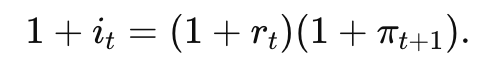 1 + i_t = (1 + r_t)(1 + π_{t+1}).